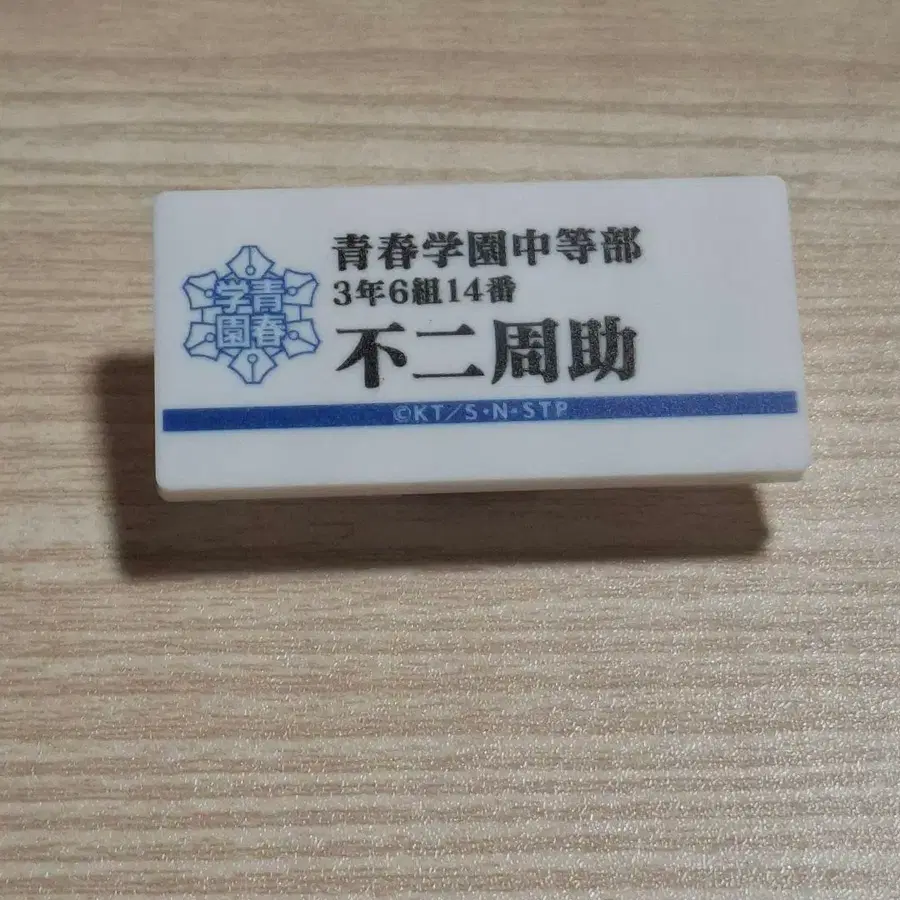 青春学園中等部
3年6組14番
不二周助
青春
学園
©KT/S・N・STP